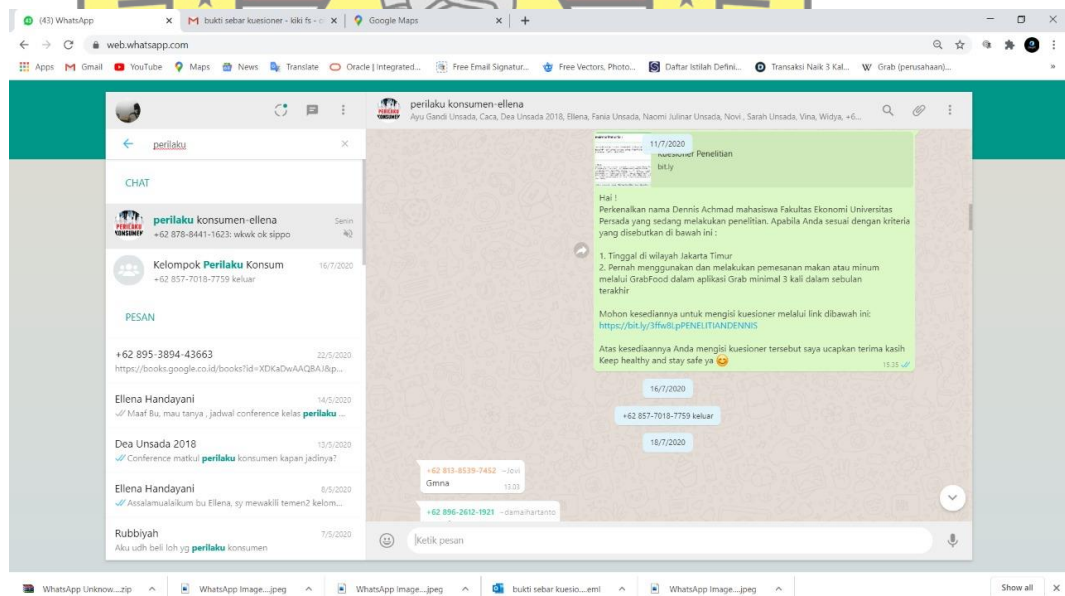 (43) WhatsApp
bukti sebar kuesioner - kiki fs - 
Google Maps
web.whatsapp.com
Apps
Gmail
YouTube
Maps
News
Translate
Oracle | Integrated...
Free Email Signatur...
Free Vectors, Photo...
Daftar Istilah Defini...
Transaksi Naik 3 Kal...
Grab (perusahaan)...
perilaku
CHAT
perilaku konsumen-ellena
Senin
+62 878-8441-1623: wkwk ok sippo
Kelompok Perilaku Konsum
16/7/2020
+62 857-7018-7759 keluar
PESAN
+62 895-3894-43663
22/5/2020
https://books.google.co.id/books?id=XDKaDwAAQBAJ&p...
Ellena Handayani
14/5/2020
Maaf Bu, mau tanya , jadwal conference kelas perilaku ...
Dea Unsada 2018
13/5/2020
Conference matkul perilaku konsumen kapan jadinya?
Ellena Handayani
8/5/2020
Assalamualaikum bu Ellena, sy mewakili temen2 kelom...
Rubbiyah
7/5/2020
Aku udh beli loh yg perilaku konsumen
perilaku konsumen-ellena
Ayu Gandi Unsada, Caca, Dea Unsada 2018, Ellena, Fania Unsada, Naomi Julinar Unsada, Novi , Sarah Unsada, Vina, Widya, +6...
11/7/2020
Kuesioner Penelitian
bit.ly
Hai !
Perkenalkan nama Dennis Achmad mahasiswa Fakultas Ekonomi Universitas
Persada yang sedang melakukan penelitian. Apabila Anda sesuai dengan kriteria
yang disebutkan di bawah ini :
1. Tinggal di wilayah Jakarta Timur
2. Pernah menggunakan dan melakukan pemesanan makan atau minum
melalui GrabFood dalam aplikasi Grab minimal 3 kali dalam sebulan
terakhir
Mohon kesediannya untuk mengisi kuesioner melalui link dibawah ini:
https://bit.ly/3ffw8LpPENELITIANDENNIS
Atas kesediaannya Anda mengisi kuesioner tersebut saya ucapkan terima kasih
Keep healthy and stay safe ya 😊
15.35
16/7/2020
+62 857-7018-7759 keluar
18/7/2020
+62 813-8539-7452 ~Jovi
Gmna
13.03
+62 896-2612-1921 ~demaihartanto
Ketik pesan
WhatsApp Unknow....zip
WhatsApp Image....jpeg
WhatsApp Image....jpeg
bukti sebar kuesio....eml
WhatsApp Image....jpeg
Show all